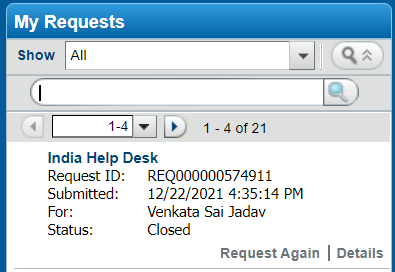 My Requests
Show All
1-4 1 - 4 of 21
India Help Desk
Request ID: REQ000000574911
Submitted: 12/22/2021 4:35:14 PM
For: Venkata Sai Jadav
Status: Closed
Request Again | Details